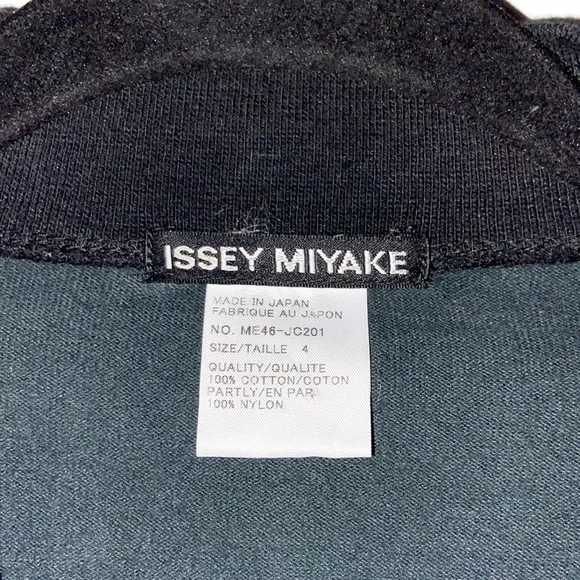 ISSEY MIYAKE
MADE IN JAPAN
FABRIQUE AU JAPON
NO. ME46-JC201
SIZE/TAILLE 4
QUALITY/QUALITE
100% COTTON/COTON
PARTLY/EN PAR
100% NYLON